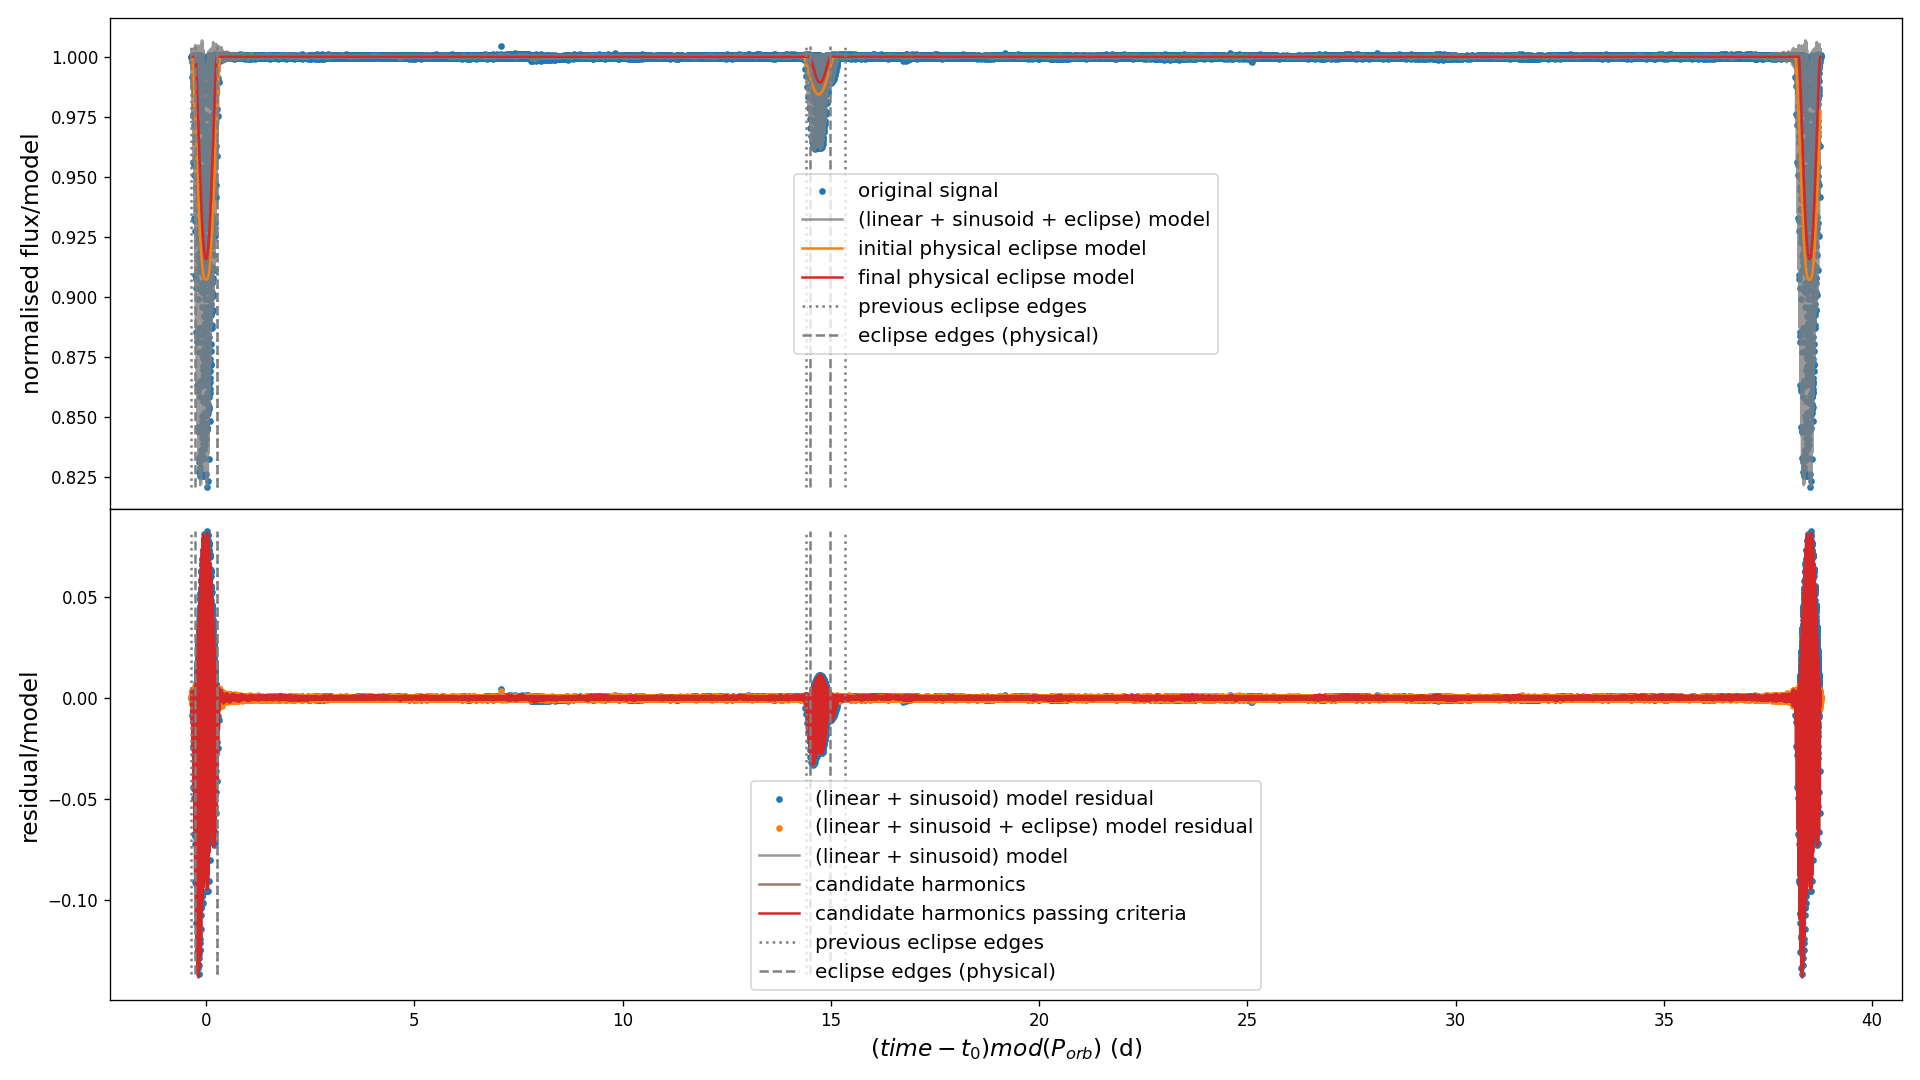 normalised flux/model
1.000
0.975
0.950
0.925
0.900
0.875
0.850
0.825
original signal
(linear + sinusoid + eclipse) model
initial physical eclipse model
final physical eclipse model
previous eclipse edges
eclipse edges (physical)
residual/model
0.05
0.00
−0.05
−0.10
(linear + sinusoid) model residual
(linear + sinusoid + eclipse) model residual
(linear + sinusoid) model
candidate harmonics
candidate harmonics passing criteria
previous eclipse edges
eclipse edges (physical)
0 5 10 15 20 25 30 35 40
(time − t₀)mod(Pₒᵣb) (d)